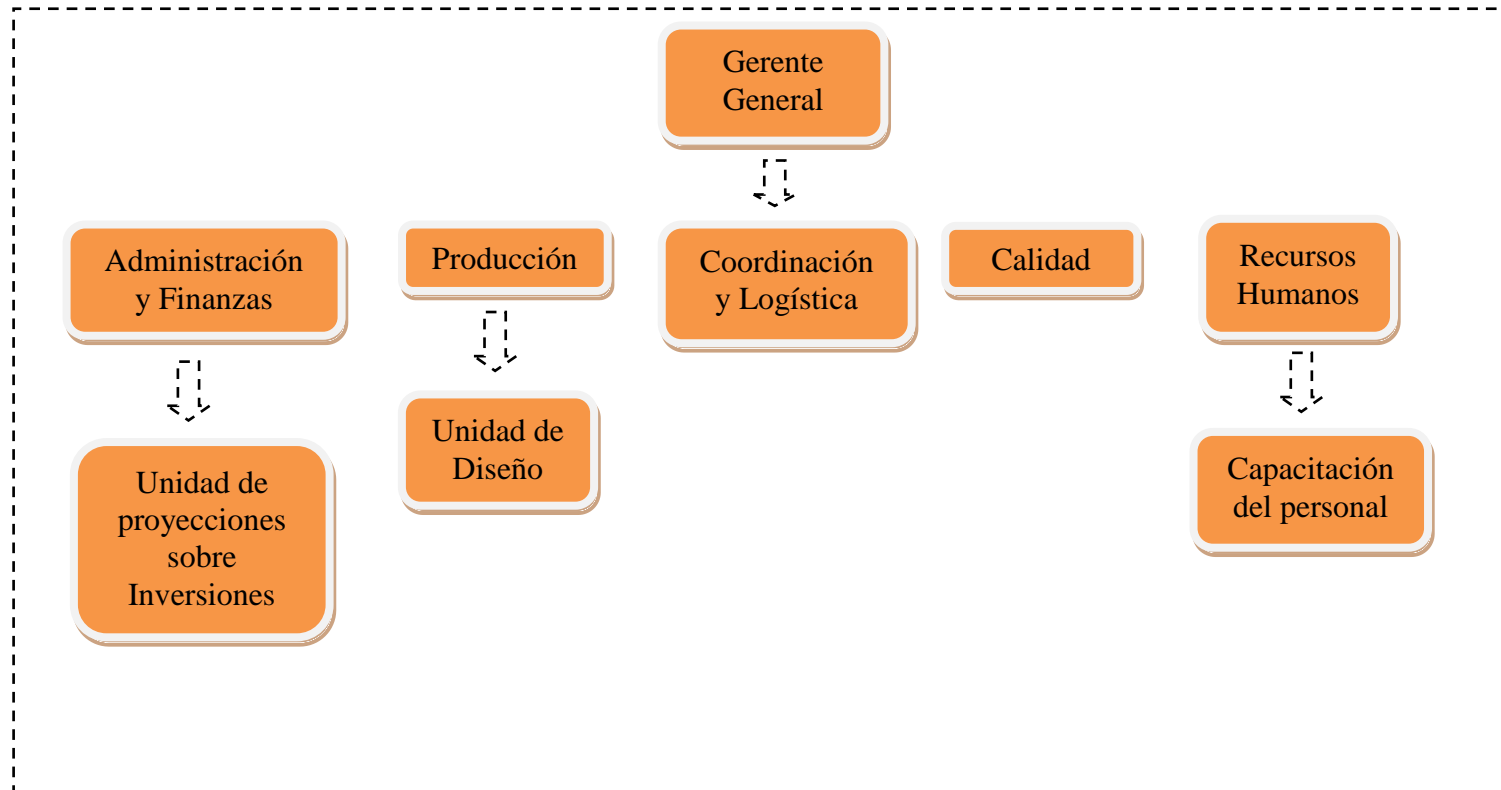 Gerente
General
Administración
y Finanzas
Producción
Coordinación
y Logística
Calidad
Recursos
Humanos
Unidad de
proyecciones
sobre
Inversiones
Unidad de
Diseño
Capacitación
del personal